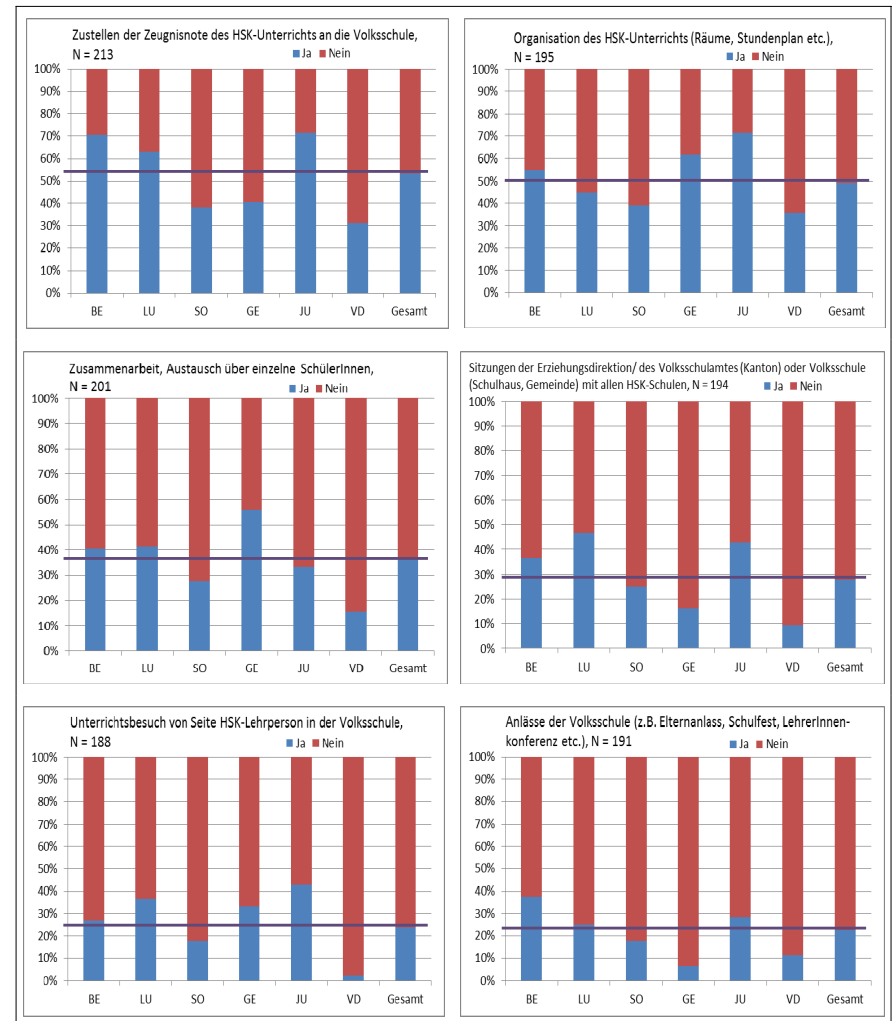 Zustellen der Zeugnisnote des HSK-Unterrichts an die Volksschule,
N = 213
Ja Nein
100%
90%
80%
70%
60%
50%
40%
30%
20%
10%
0%
BE LU SO GE JU VD Gesamt
Organisation des HSK-Unterrichts (Räume, Stundenplan etc.),
N = 195
Ja Nein
100%
90%
80%
70%
60%
50%
40%
30%
20%
10%
0%
BE LU SO GE JU VD Gesamt
Zusammenarbeit, Austausch über einzelne SchülerInnen,
N = 201
Ja Nein
100%
90%
80%
70%
60%
50%
40%
30%
20%
10%
0%
BE LU SO GE JU VD Gesamt
Sitzungen der Erziehungsdirektion/ des Volksschulamtes (Kanton) oder Volksschule
(Schulhaus, Gemeinde) mit allen HSK-Schulen, N = 194
Ja Nein
100%
90%
80%
70%
60%
50%
40%
30%
20%
10%
0%
BE LU SO GE JU VD Gesamt
Unterrichtsbesuch von Seite HSK-Lehrperson in der Volksschule,
N = 188
Ja Nein
100%
90%
80%
70%
60%
50%
40%
30%
20%
10%
0%
BE LU SO GE JU VD Gesamt
Anlässe der Volksschule (z.B. Elternanlass, Schulfest, LehrerInnen-
konferenz etc.), N = 191
Ja Nein
100%
90%
80%
70%
60%
50%
40%
30%
20%
10%
0%
BE LU SO GE JU VD Gesamt